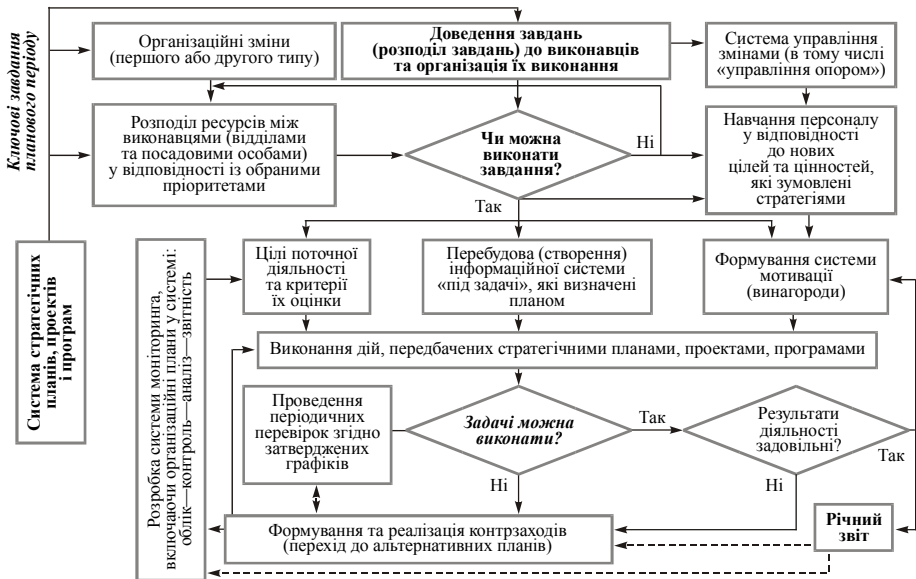 Ключові завдання
планового періоду
Організаційні зміни
(першого або другого типу)
Доведення завдань
(розподіл завдань) до виконавців
та організація їх виконання
Система управління
змінами (в тому числі
«управління опором»)
Розподіл ресурсів між
виконавцями (відділами
та посадовими особами)
у відповідності із обраними
пріоритетами
Чи можна
виконати
завдання?
Ні
Так
Навчання персоналу
у відповідності
до нових
цілей та цінностей,
які зумовлені
стратегіями
Система стратегічних
планів, проектів
і програм
Розробка системи моніторинга,
включаючи організаційні плани у системі:
облік—контроль—аналіз—звітність
Цілі поточної
діяльності
та критерії
їх оцінки
Перебудова (створення)
інформаційної системи
«під задачі», які визначені
планом
Формування системи
мотивації
(винагороди)
Виконання дій, передбачених стратегічними планами, проектами, програмами
Проведення
періодичних
перевірок згідно
затверджених
графіків
Задачі можна
виконати?
Так
Ні
Результати
діяльності
задовільні?
Так
Ні
Формування та реалізація контрзаходів
(перехід до альтернативних планів)
Річний
звіт